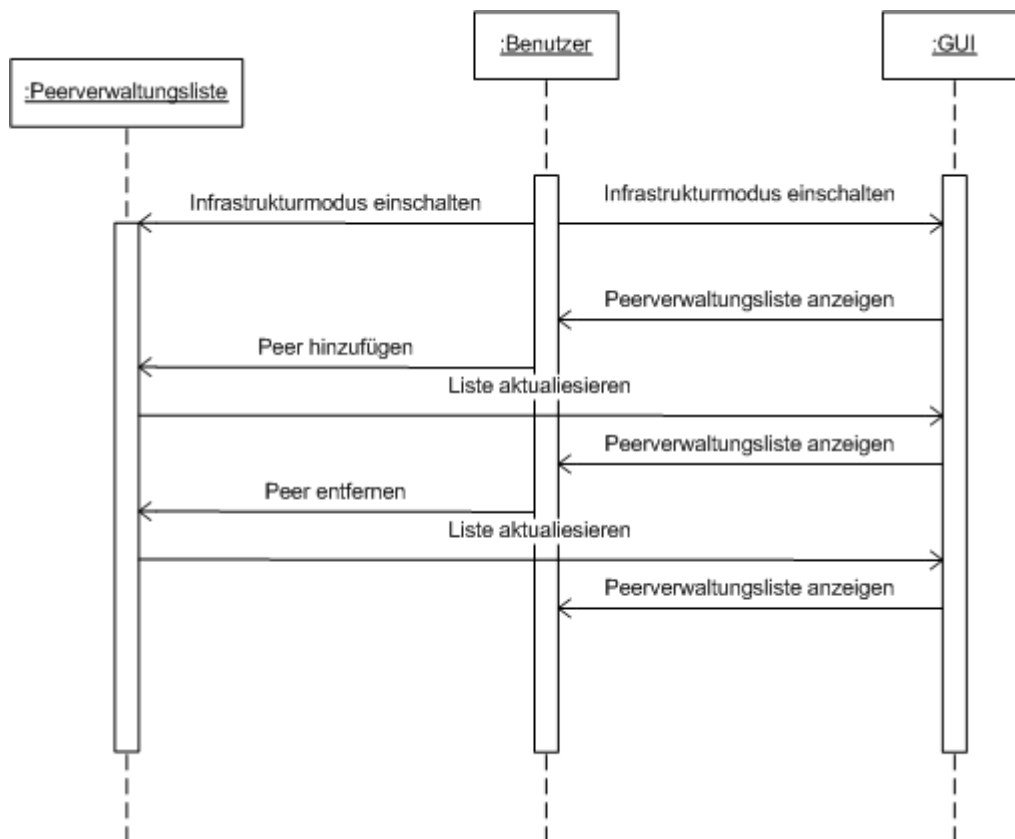 :Benutzer
:GUI
:Peerverwaltungsliste
Infrastrukturmodus einschalten
Infrastrukturmodus einschalten
Peerverwaltungsliste anzeigen
Peer hinzufügen
Liste aktualiesieren
Peerverwaltungsliste anzeigen
Peer entfernen
Liste aktualiesieren
Peerverwaltungsliste anzeigen